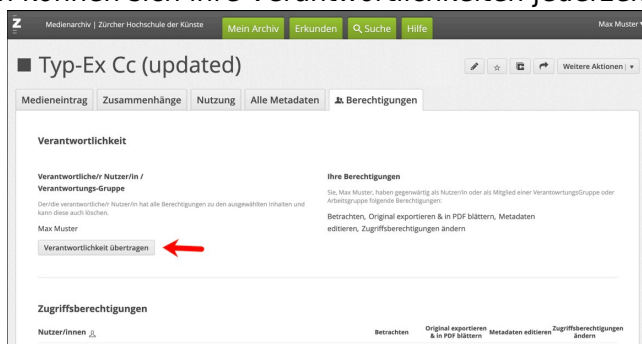 können sich Ihre Verantwortlichkeiten jederzeit
Medienarchiv | Zürcher Hochschule der Künste
Mein Archiv
Erkunden
Suche
Hilfe
Max Muster
Typ-Ex Cc (updated)
Weitere Aktionen
Medieneintrag
Zusammenhänge
Nutzung
Alle Metadaten
Berechtigungen
Verantwortlichkeit
Verantwortliche/r Nutzer/in /
Verantwortungs-Gruppe
Der/die verantwortliche/r Nutzer/in hat alle Berechtigungen zu den ausgewählten Inhalten und
kann diese auch löschen.
Max Muster
Verantwortlichkeit übertragen
Ihre Berechtigungen
Sie, Max Muster, haben gegenwärtig als Nutzer/in oder als Mitglied einer VerantowrtungsGruppe oder
Arbeitsgruppe folgende Berechtigungen:
Betrachten, Original exportieren & in PDF blättern, Metadaten
editieren, Zugriffsberechtigungen ändern
Zugriffsberechtigungen
Nutzer/innen
Betrachten
Original exportieren
& in PDF blättern
Metadaten editieren
Zugriffsberechtigungen
ändern